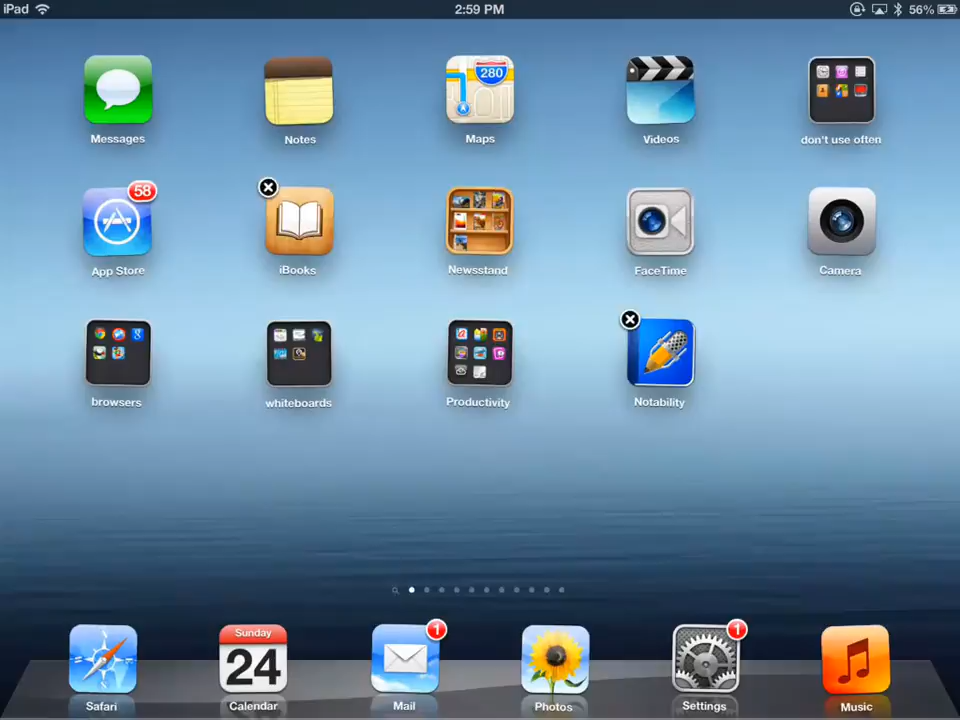 iPad 2:59 PM 56%
280
Messages Notes Maps Videos don't use often
58
App Store iBooks Newsstand FaceTime Camera
browsers whiteboards Productivity Notability
Sunday 1 1
24
Safari Calendar Mail Photos Settings Music